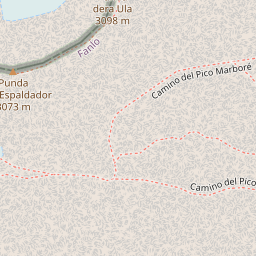 dera Ula
3098 m
Fanlo
Punda
Espaldador
3073 m
Camino del Pico Marboré
Camino del Pico